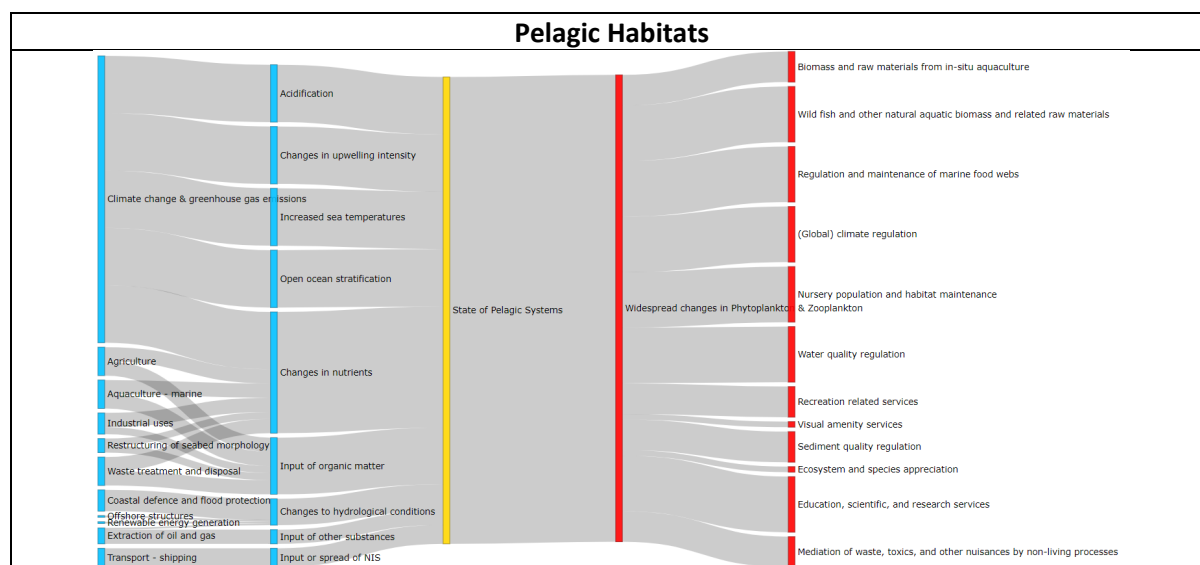 Pelagic Habitats
Climate change & greenhouse gas emissions
Agriculture
Aquaculture - marine
Industrial uses
Restructuring of seabed morphology
Waste treatment and disposal
Coastal defence and flood protection
Offshore structures
Renewable energy generation
Extraction of oil and gas
Transport - shipping
Acidification
Changes in upwelling intensity
Increased sea temperatures
Open ocean stratification
Changes in nutrients
Input of organic matter
Changes to hydrological conditions
Input of other substances
Input or spread of NIS
State of Pelagic Systems
Widespread changes in Phytoplankton & Zooplankton
Biomass and raw materials from in-situ aquaculture
Wild fish and other natural aquatic biomass and related raw materials
Regulation and maintenance of marine food webs
(Global) climate regulation
Nursery population and habitat maintenance
Water quality regulation
Recreation related services
Visual amenity services
Sediment quality regulation
Ecosystem and species appreciation
Education, scientific, and research services
Mediation of waste, toxics, and other nuisances by non-living processes